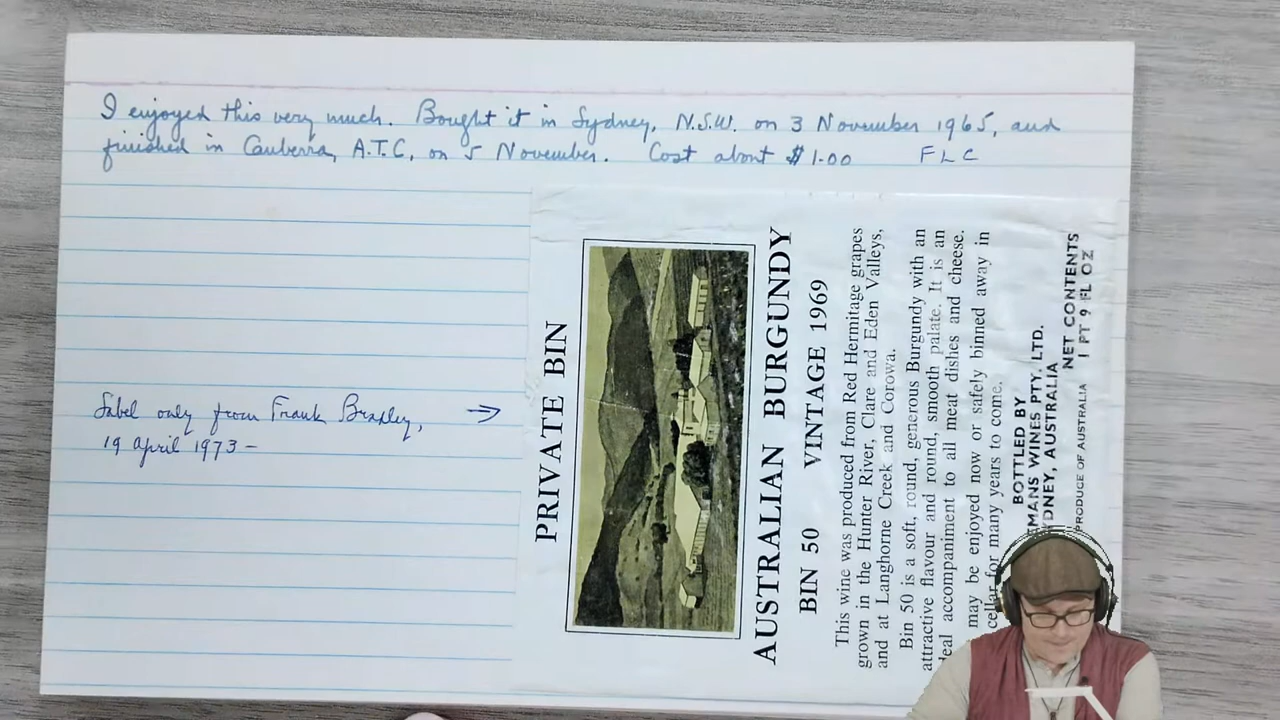 I enjoyed this very much. Bought it in Sydney, N.S.W. on 3 November 1965, and
finished in Canberra, A.T.C, on 5 November. Cost about $1.00 FLC
Label only from Frank Bradley, →
19 April 1973 –
PRIVATE BIN
AUSTRALIAN BURGUNDY
BIN 50 VINTAGE 1969
This wine was produced from Red Hermitage grapes
grown in the Hunter River, Clare and Eden Valleys,
and at Langhorne Creek and Corowa.
Bin 50 is a soft, round, generous Burgundy with an
attractive flavour and round, smooth palate. It is an
deal accompaniment to all meat dishes and cheese.
may be enjoyed now or safely binned away in
cellar for many years to come.
BOTTLED BY
MANS WINES PTY. LTD.
DNEY, AUSTRALIA
NET CONTENTS
PRODUCE OF AUSTRALIA 1 PT 9 FL OZ